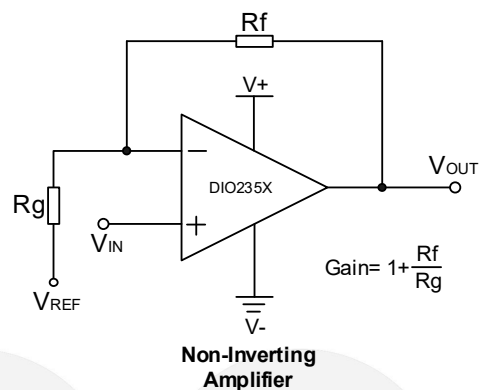 Rf
V+
DIO235X
VOUT
Rg
VIN
Gain= 1+Rf/Rg
VREF
V-
Non-Inverting
Amplifier